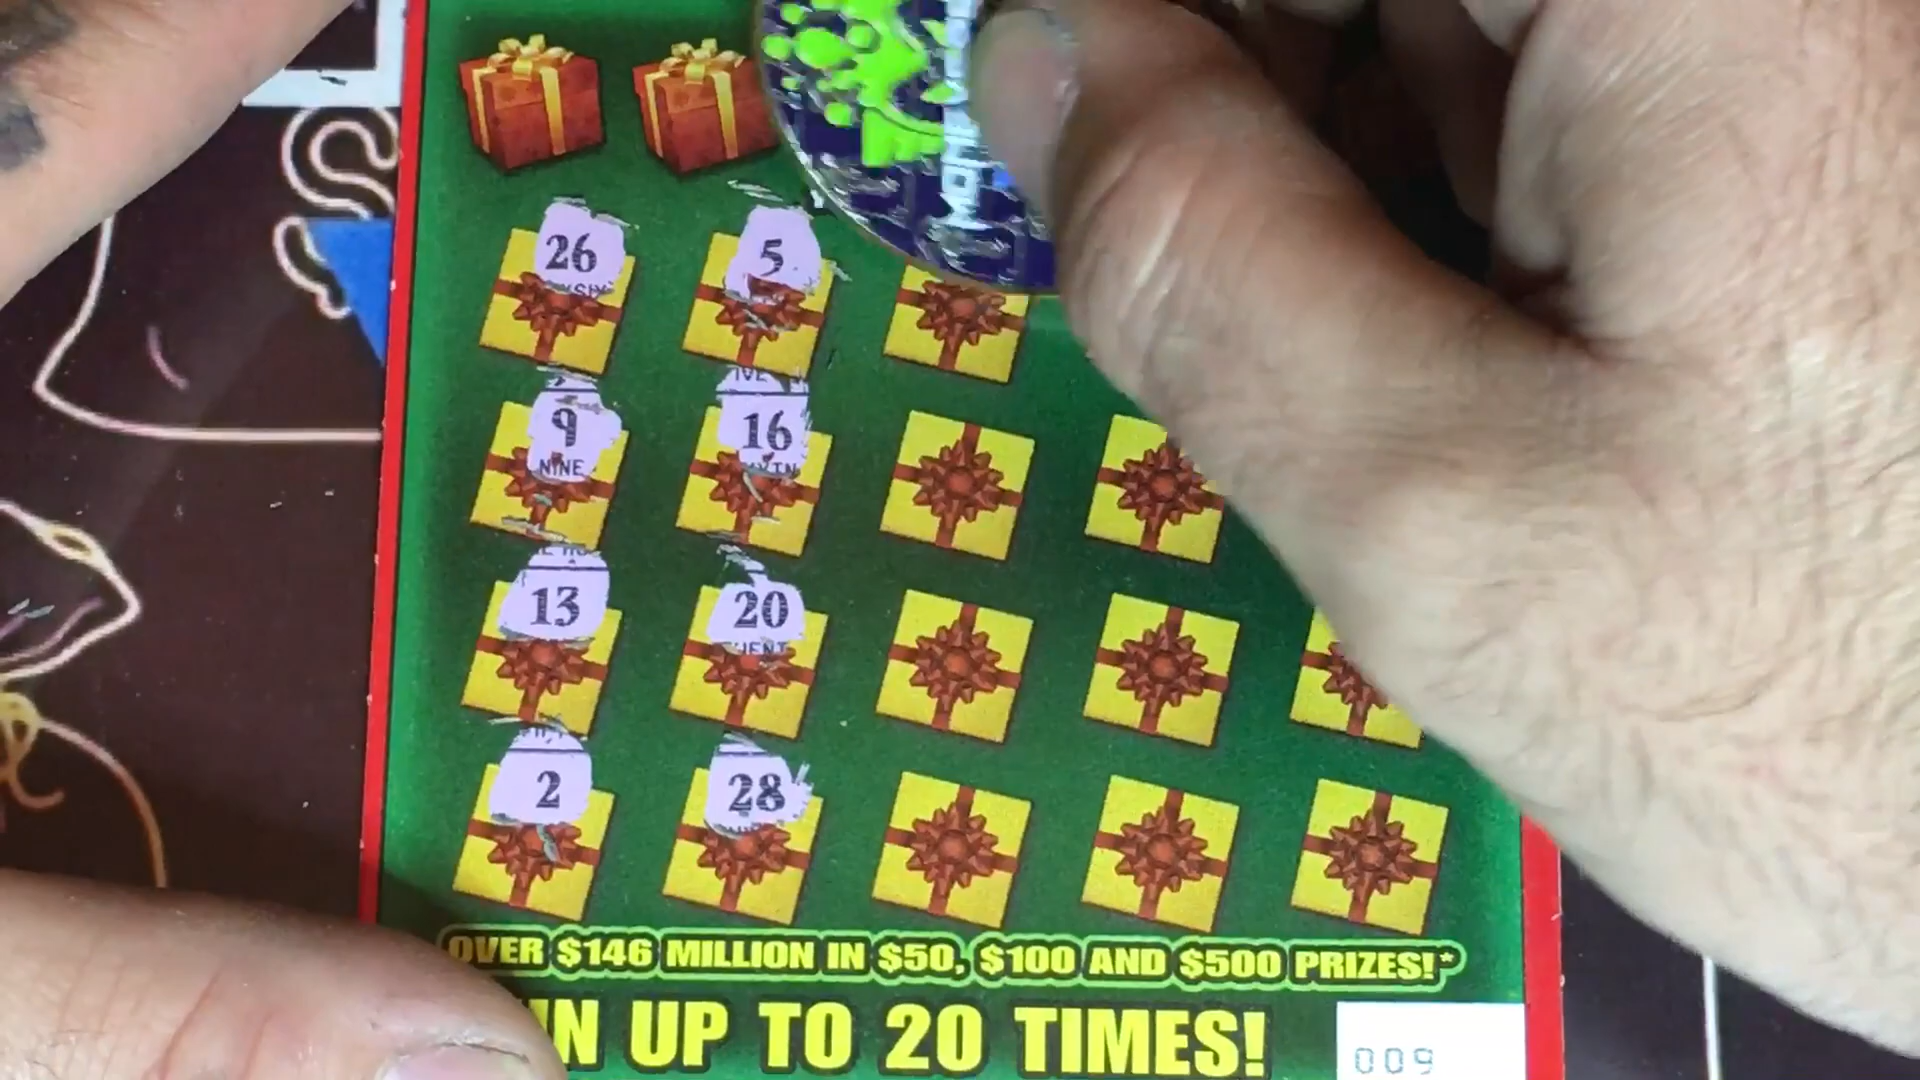 26 5
9 16
NINE
13 20
2 28
OVER $146 MILLION IN $50, $100 AND $500 PRIZES!*
UP TO 20 TIMES!
009